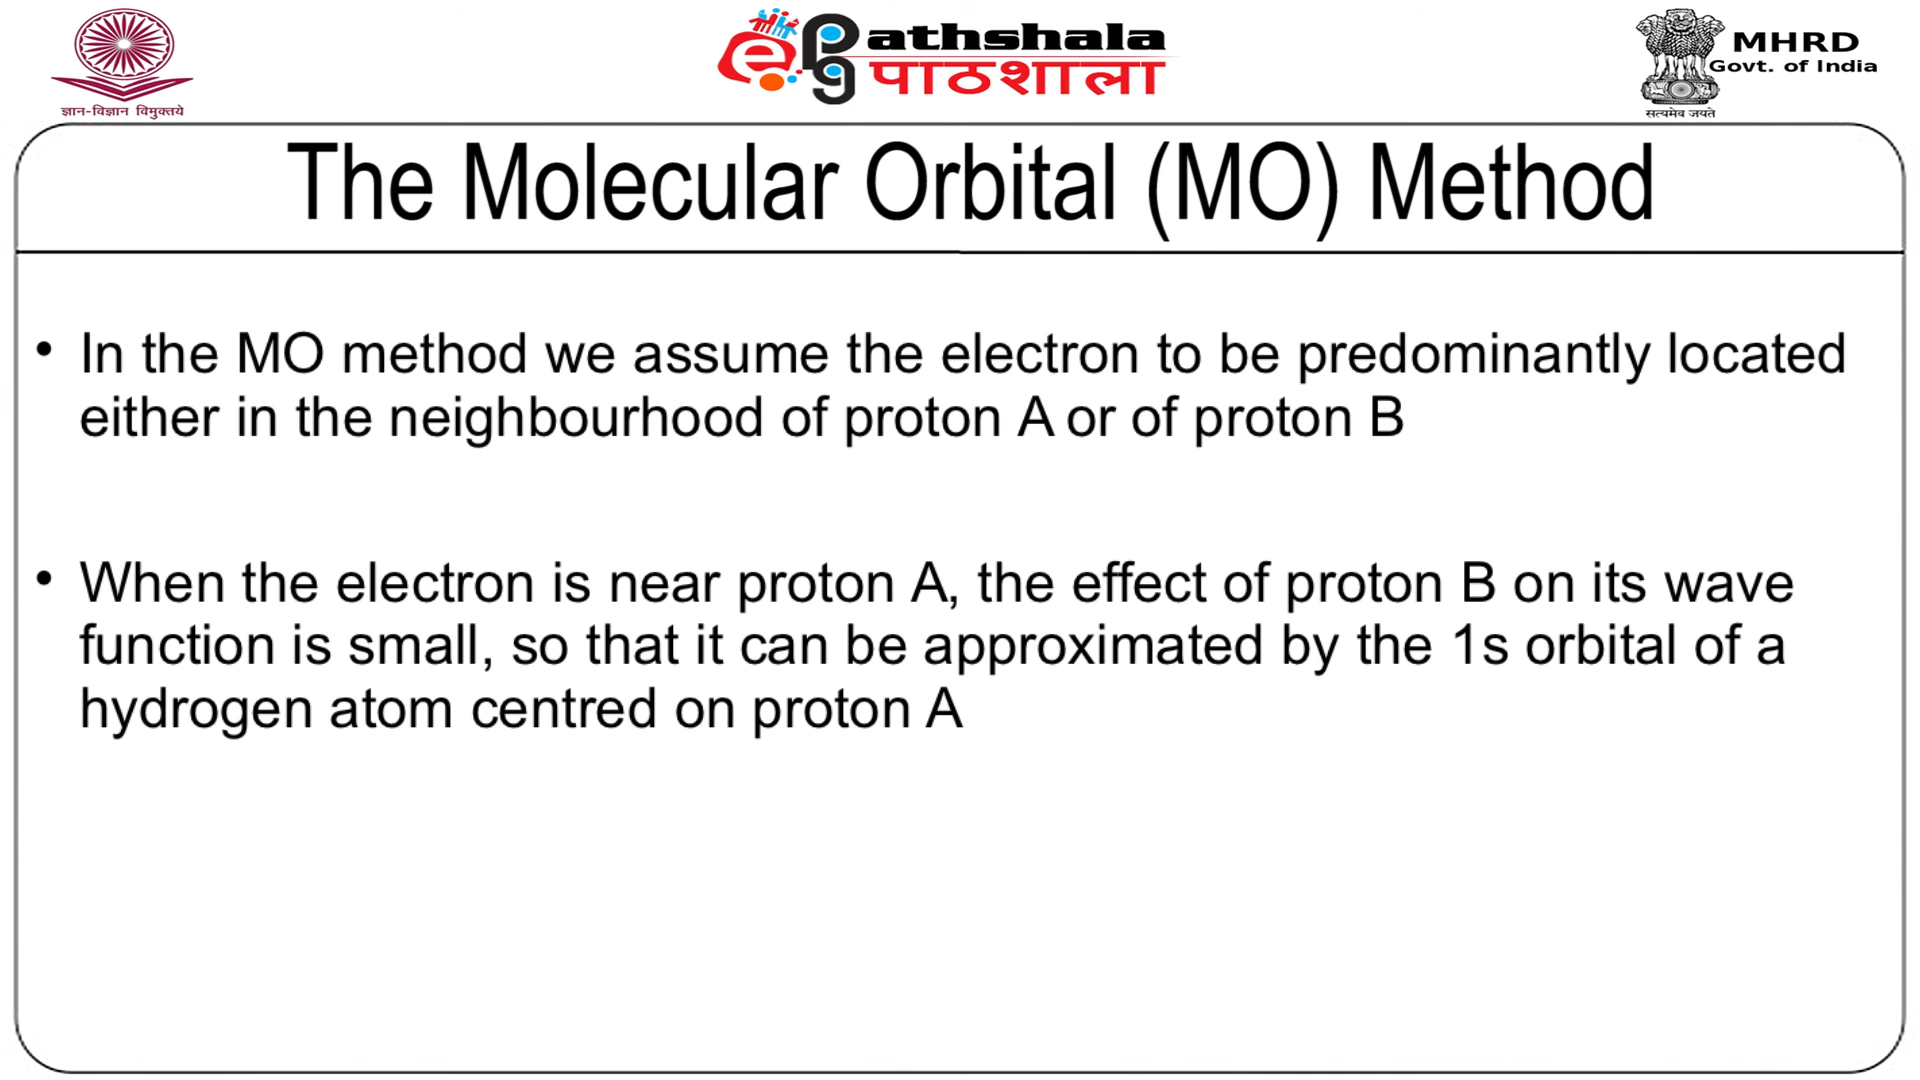 ज्ञान-विज्ञान विमुक्तये
ePg athshala
पाठशाला
MHRD
Govt. of India
सत्यमेव जयते
The Molecular Orbital (MO) Method
• In the MO method we assume the electron to be predominantly located
either in the neighbourhood of proton A or of proton B
• When the electron is near proton A, the effect of proton B on its wave
function is small, so that it can be approximated by the 1s orbital of a
hydrogen atom centred on proton A